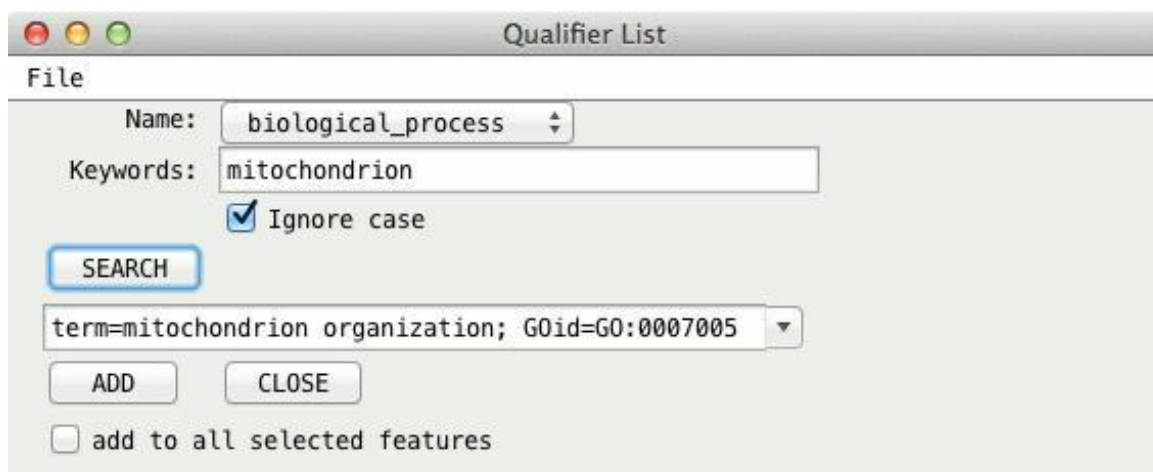 Qualifier List
File
Name: biological_process
Keywords: mitochondrion
Ignore case
SEARCH
term=mitochondrion organization; GOid=GO:0007005
ADD CLOSE
add to all selected features